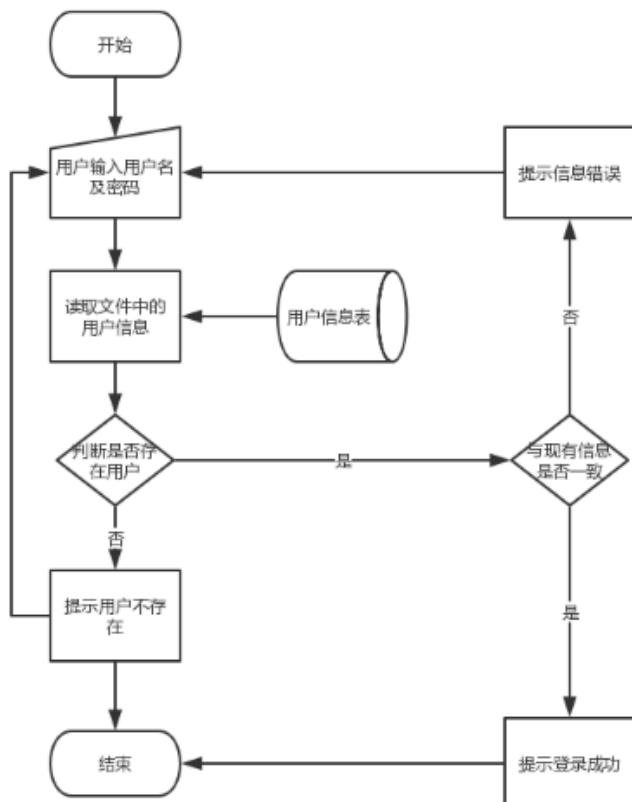 开始
用户输入用户名
及密码
提示信息错误
读取文件中的
用户信息
用户信息表
否
判断是否存
在用户
是
与现有信息
是否一致
否
提示用户不存
在
是
结束
提示登录成功